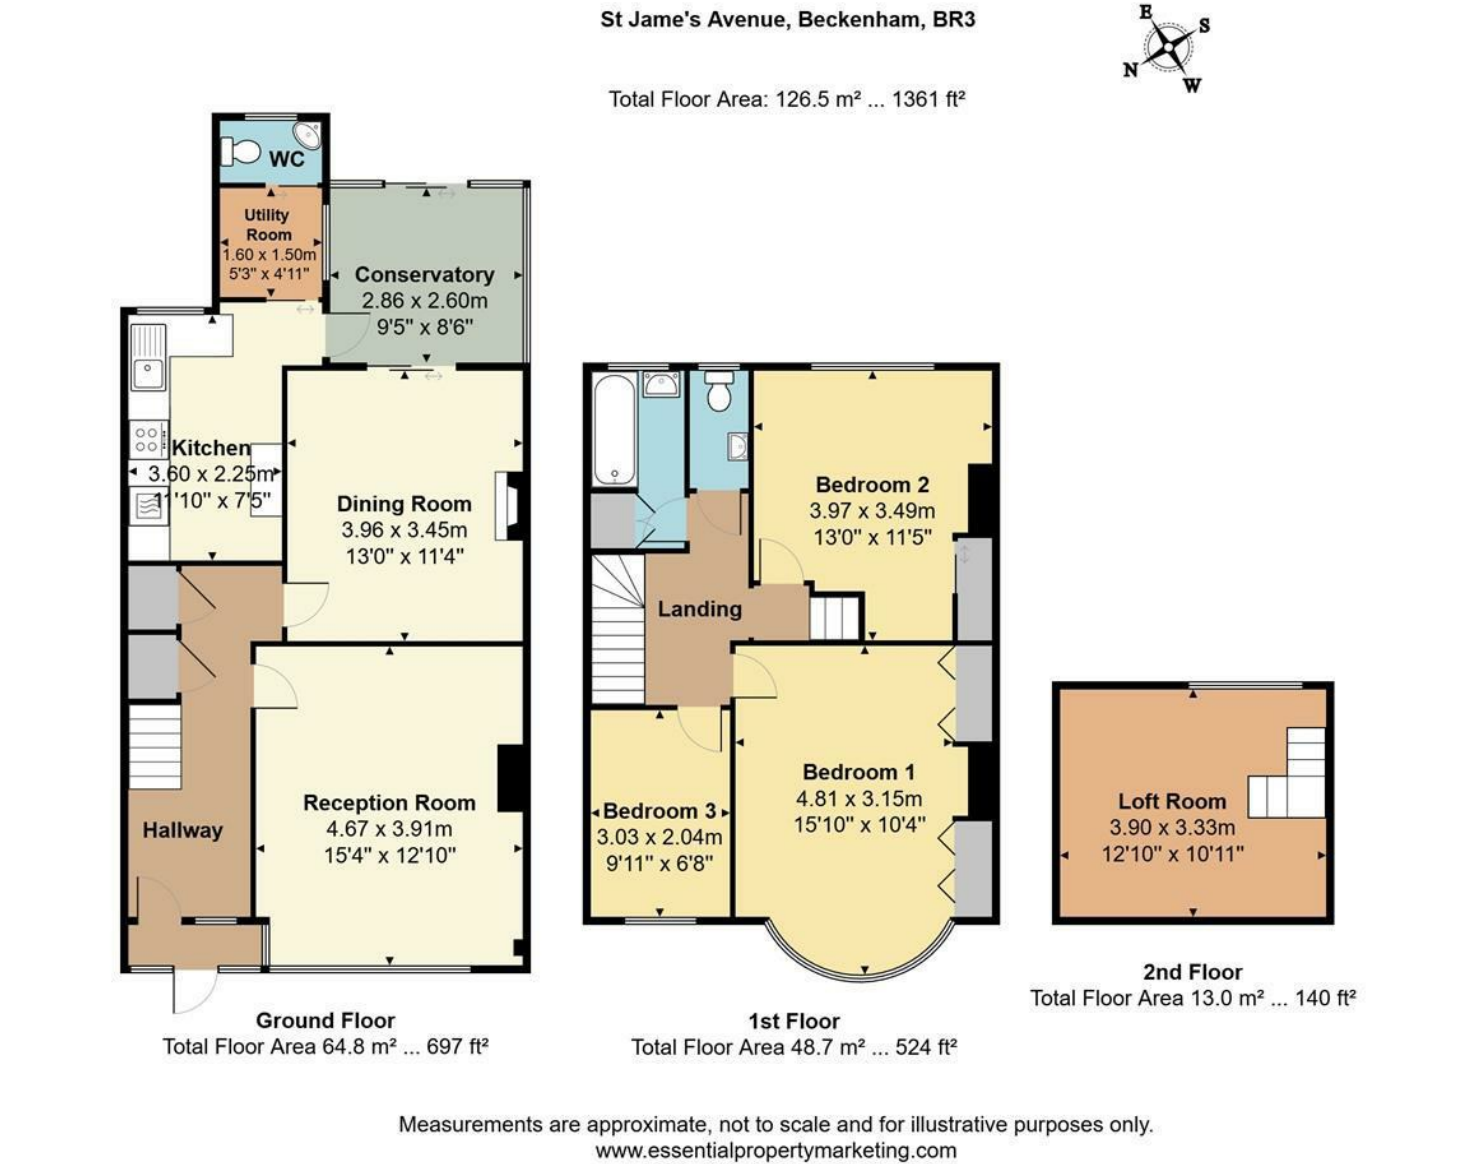 St Jame's Avenue, Beckenham, BR3
Total Floor Area: 126.5 m² ... 1361 ft²
E
S
N
W
WC
Utility
Room
1.60 x 1.50m
5'3" x 4'11"
Conservatory
2.86 x 2.60m
9'5" x 8'6"
Kitchen
3.60 x 2.25m
11'10" x 7'5"
Dining Room
3.96 x 3.45m
13'0" x 11'4"
Reception Room
4.67 x 3.91m
15'4" x 12'10"
Hallway
Ground Floor
Total Floor Area 64.8 m² ... 697 ft²
Bedroom 2
3.97 x 3.49m
13'0" x 11'5"
Landing
Bedroom 1
4.81 x 3.15m
15'10" x 10'4"
Bedroom 3
3.03 x 2.04m
9'11" x 6'8"
1st Floor
Total Floor Area 48.7 m² ... 524 ft²
Loft Room
3.90 x 3.33m
12'10" x 10'11"
2nd Floor
Total Floor Area 13.0 m² ... 140 ft²
Measurements are approximate, not to scale and for illustrative purposes only.
www.essentialpropertymarketing.com